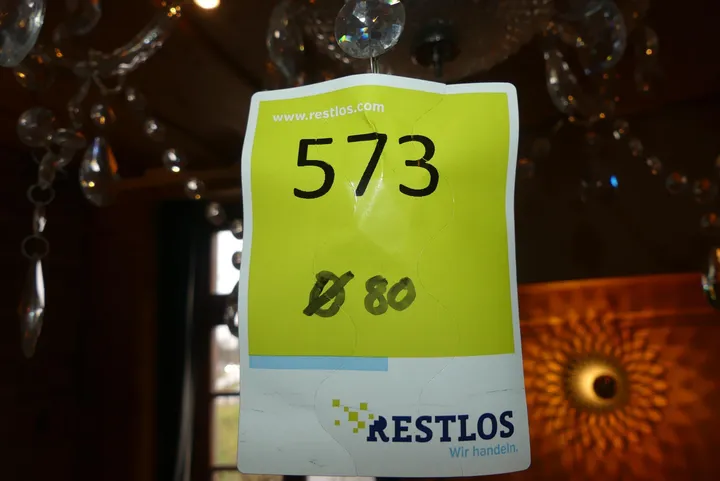 www.restlos.com
573
Ø 80
RESTLOS
Wir handeln.